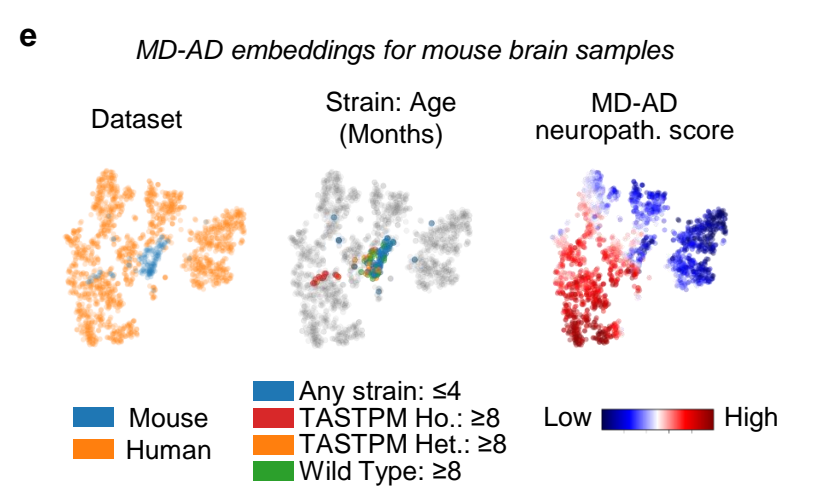 e
MD-AD embeddings for mouse brain samples
Dataset
Strain: Age
(Months)
MD-AD
neuropath. score
Mouse
Human
Any strain: ≤4
TASTPM Ho.: ≥8
TASTPM Het.: ≥8
Wild Type: ≥8
Low
High